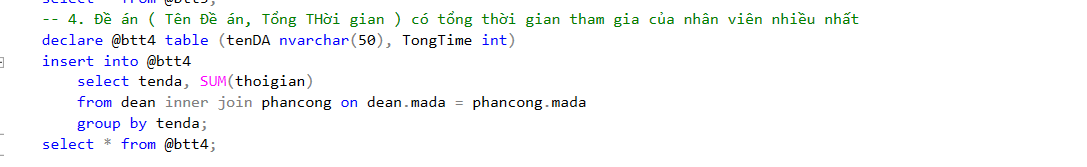 -- 4. Đề án ( Tên Đề án, Tổng THời gian ) có tổng thời gian tham gia của nhân viên nhiều nhất
declare @btt4 table (tenDA nvarchar(50), TongTime int)
insert into @btt4
select tenda, SUM(thoigian)
from dean inner join phancong on dean.mada = phancong.mada
group by tenda;
select * from @btt4;